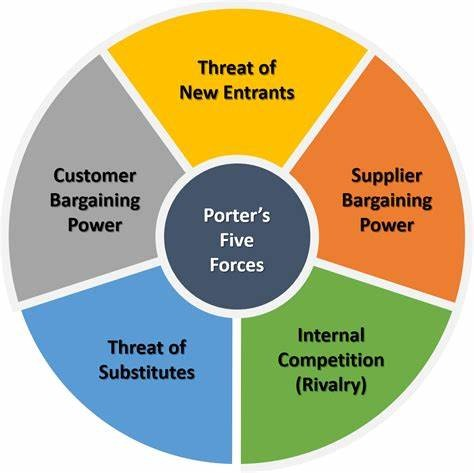 Threat of
New Entrants
Customer
Bargaining
Power
Supplier
Bargaining
Power
Porter's
Five
Forces
Threat of
Substitutes
Internal
Competition
(Rivalry)